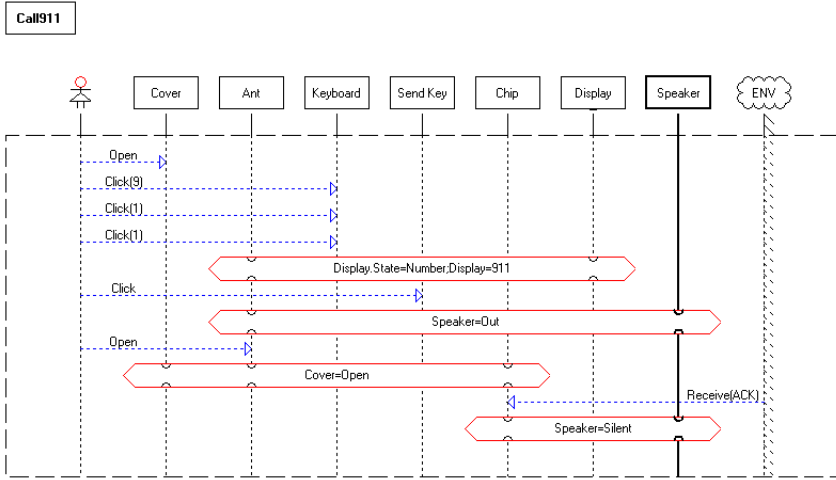 Call911
Cover
Ant
Keyboard
Send Key
Chip
Display
Speaker
ENV
Open
Click(9)
Click(1)
Click(1)
Display.State=Number;Display=911
Click
Speaker=Out
Open
Cover=Open
Receive(ACK)
Speaker=Silent